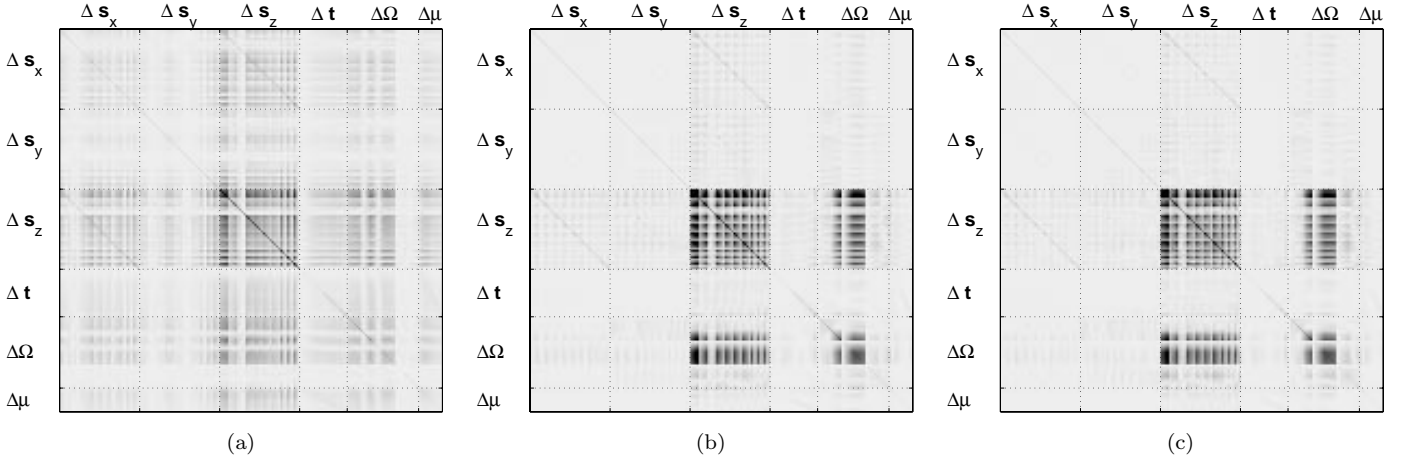 Δ s_x Δ s_y Δ s_z Δ t ΔΩ Δμ
Δ s_x
Δ s_y
Δ s_z
Δ t
ΔΩ
Δμ
(a)
Δ s_x Δ s_y Δ s_z Δ t ΔΩ Δμ
Δ s_x
Δ s_y
Δ s_z
Δ t
ΔΩ
Δμ
(b)
Δ s_x Δ s_y Δ s_z Δ t ΔΩ Δμ
Δ s_x
Δ s_y
Δ s_z
Δ t
ΔΩ
Δμ
(c)